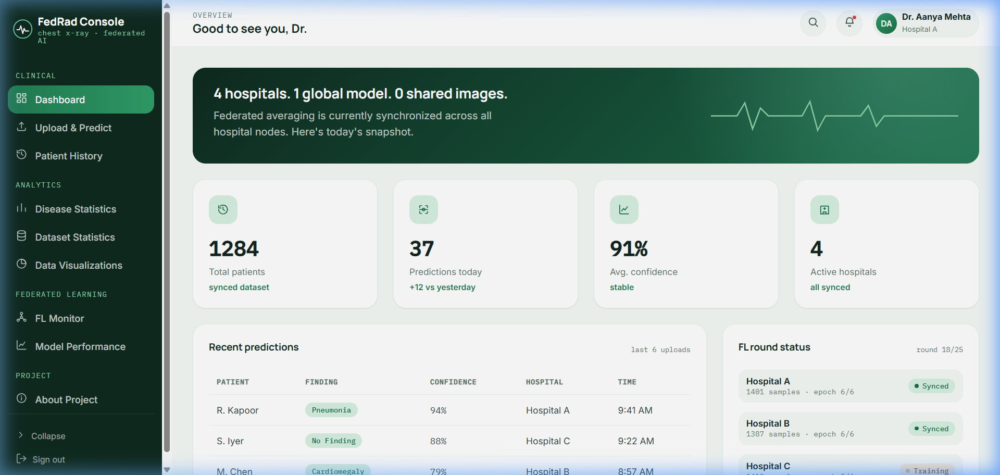 FedRad Console
chest x-ray · federated
AI
CLINICAL
Dashboard
Upload & Predict
Patient History
ANALYTICS
Disease Statistics
Dataset Statistics
Data Visualizations
FEDERATED LEARNING
FL Monitor
Model Performance
PROJECT
About Project
Collapse
Sign out
OVERVIEW
Good to see you, Dr.
DA
Dr. Aanya Mehta
Hospital A
4 hospitals. 1 global model. 0 shared images.
Federated averaging is currently synchronized across all
hospital nodes. Here's today's snapshot.
1284
Total patients
synced dataset
37
Predictions today
+12 vs yesterday
91%
Avg. confidence
stable
4
Active hospitals
all synced
Recent predictions
last 6 uploads
PATIENT FINDING CONFIDENCE HOSPITAL TIME
R. Kapoor Pneumonia 94% Hospital A 9:41 AM
S. Iyer No Finding 88% Hospital C 9:22 AM
M. Chen Cardiomegaly 79% Hospital B 8:57 AM
FL round status
round 18/25
Hospital A
1401 samples · epoch 6/6
Synced
Hospital B
1387 samples · epoch 6/6
Synced
Hospital C
Training